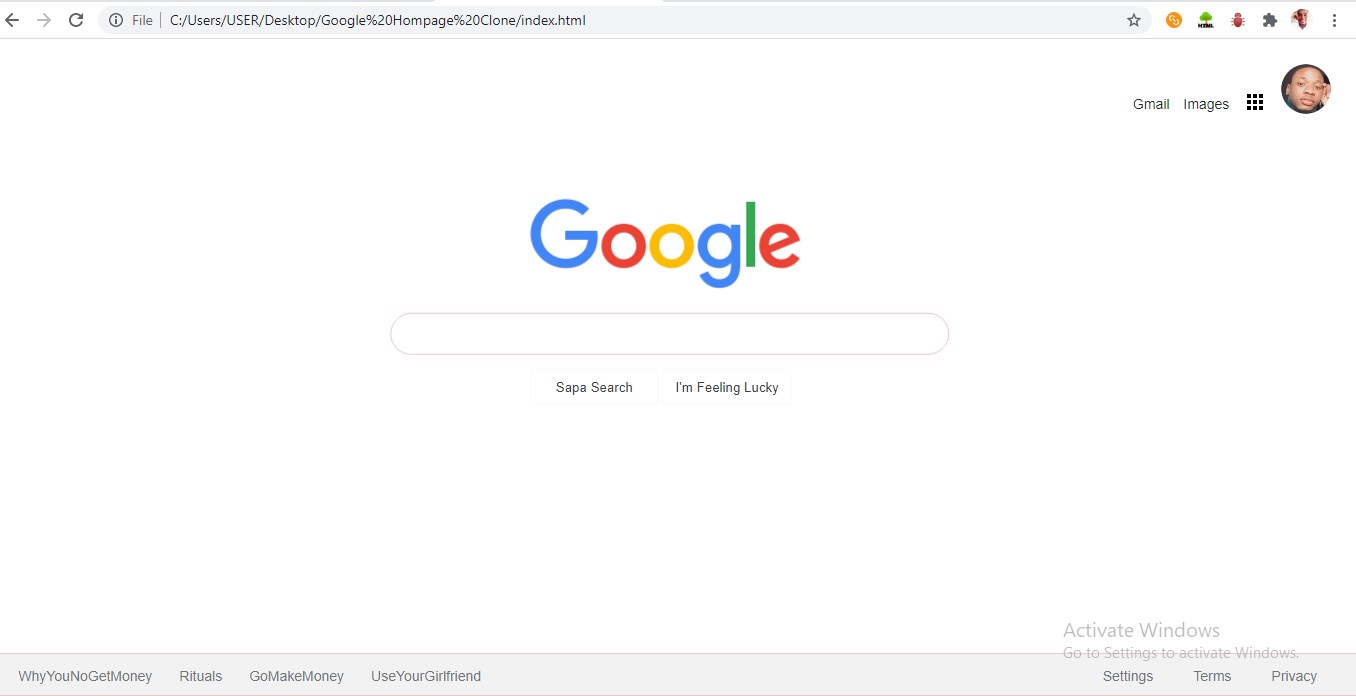 File C:/Users/USER/Desktop/Google%20Hompage%20Clone/index.html
HTML
Gmail Images
Google
Sapa Search I'm Feeling Lucky
Activate Windows
Go to Settings to activate Windows.
WhyYouNoGetMoney Rituals GoMakeMoney UseYourGirlfriend Settings Terms Privacy